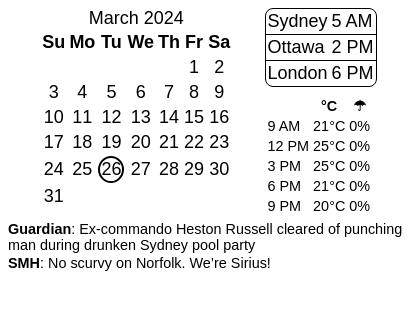 March 2024
Su Mo Tu We Th Fr Sa
1 2
3 4 5 6 7 8 9
10 11 12 13 14 15 16
17 18 19 20 21 22 23
24 25 26 27 28 29 30
31
Sydney 5 AM
Ottawa 2 PM
London 6 PM
°C ☂
9 AM 21°C 0%
12 PM 25°C 0%
3 PM 25°C 0%
6 PM 21°C 0%
9 PM 20°C 0%
Guardian: Ex-commando Heston Russell cleared of punching
man during drunken Sydney pool party
SMH: No scurvy on Norfolk. We’re Sirius!